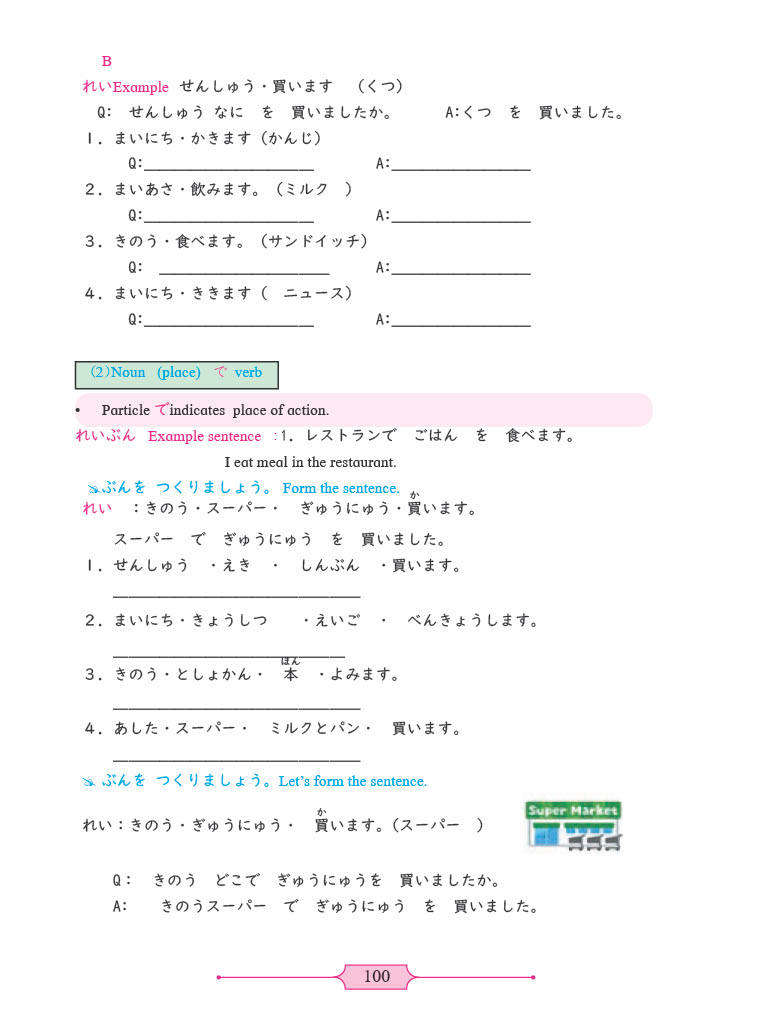 B
れいExample せんしゅう・買います (くつ)
Q: せんしゅう なに を 買いましたか。 A:くつ を 買いました。
1. まいにち・かきます (かんじ)
Q:______________________ A:__________________
2. まいあさ・飲みます。(ミルク )
Q:______________________ A:__________________
3. きのう・食べます。(サンドイッチ)
Q: ______________________ A:__________________
4. まいにち・ききます( ニュース)
Q:______________________ A:__________________
(2)Noun (place) で verb
• Particle でindicates place of action.
れいぶん Example sentence :1. レストランで ごはん を 食べます。
I eat meal in the restaurant.
ぶんを つくりましょう。 Form the sentence.
か
れい :きのう・スーパー・ ぎゅうにゅう・買います。
スーパー で ぎゅうにゅう を 買いました。
1. せんしゅう ・えき ・ しんぶん ・買います。
________________________________
2. まいにち・きょうしつ ・えいご ・ べんきょうします。
______________________________
ほん
3. きのう・としょかん・ 本 ・よみます。
________________________________
4. あした・スーパー・ ミルクとパン・ 買います。
________________________________
ぶんを つくりましょう。Let's form the sentence.
か
れい:きのう・ぎゅうにゅう・ 買います。(スーパー )
Super Market
Q: きのう どこで ぎゅうにゅうを 買いましたか。
A: きのうスーパー で ぎゅうにゅう を 買いました。
100